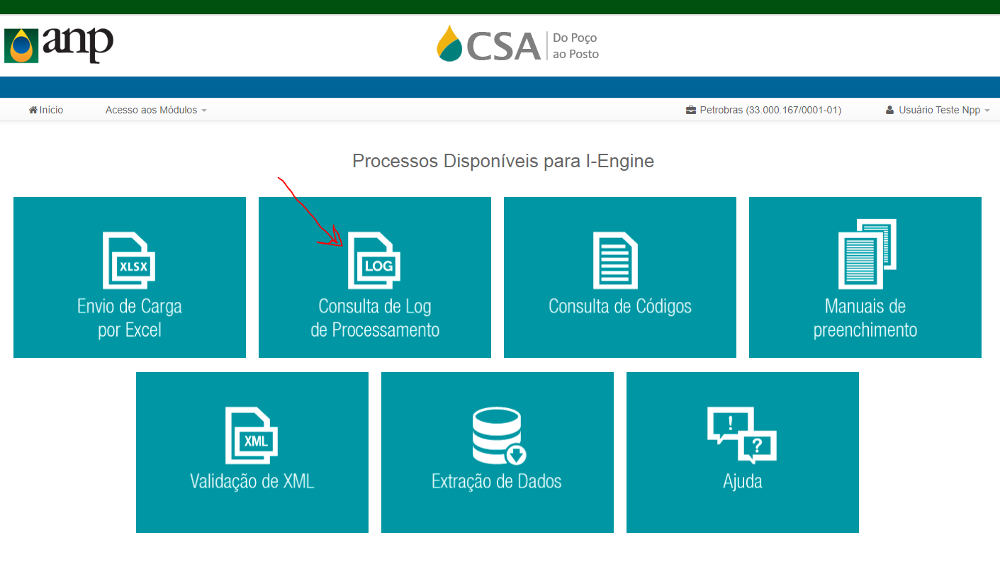 anp
CSA
Do Poço
ao Posto
Início
Acesso aos Módulos
Petrobras (33.000.167/0001-01)
Usuário Teste Npp
Processos Disponíveis para I-Engine
XLSX
Envio de Carga
por Excel
LOG
Consulta de Log
de Processamento
Consulta de Códigos
Manuais de
preenchimento
XML
Validação de XML
Extração de Dados
!
?
Ajuda